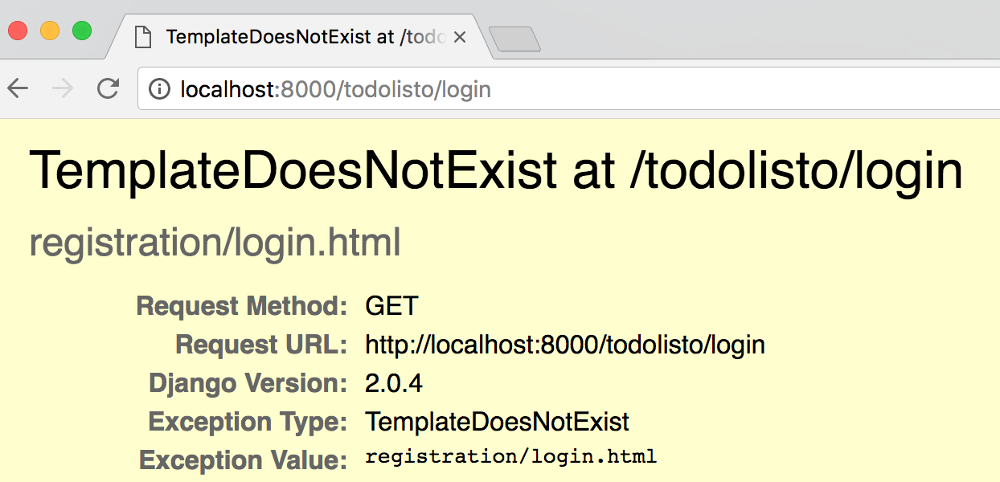 TemplateDoesNotExist at /todo
localhost:8000/todolisto/login
TemplateDoesNotExist at /todolisto/login
registration/login.html
Request Method: GET
Request URL: http://localhost:8000/todolisto/login
Django Version: 2.0.4
Exception Type: TemplateDoesNotExist
Exception Value: registration/login.html